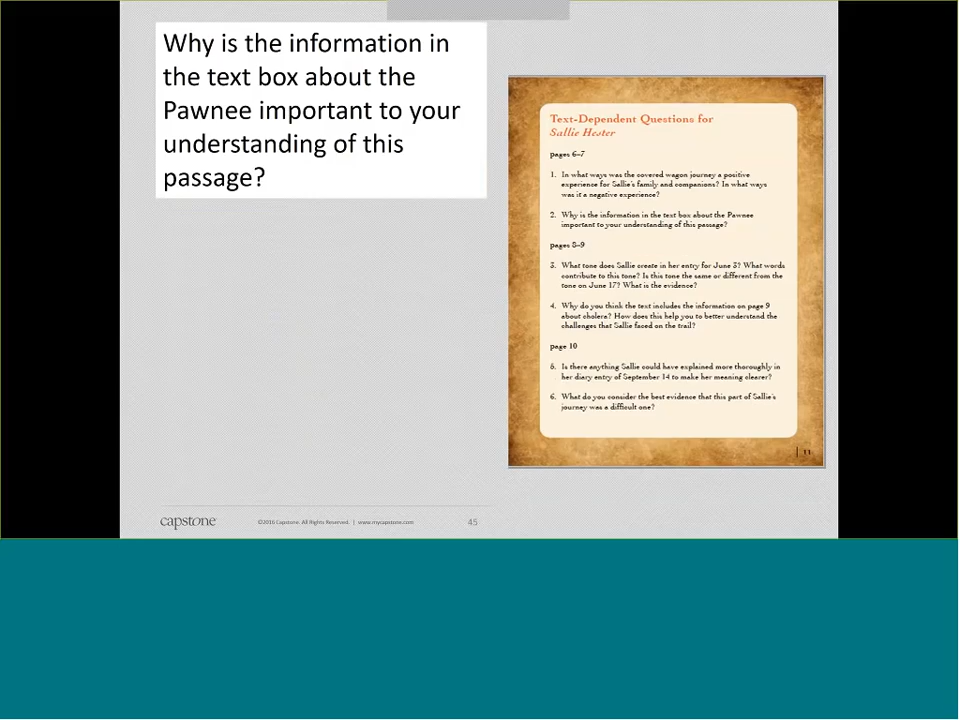 Why is the information in
the text box about the
Pawnee important to your
understanding of this
passage?
Text-Dependent Questions for
Sallie Hester
pages 6–7
1. In what ways was the covered wagon journey a positive
experience for Sallie's family and companions? In what ways
was it a negative experience?
2. Why is the information in the text box about the Pawnee
important to your understanding of this passage?
pages 8–9
3. What tone does Sallie create in her entry for June 3? What words
contribute to this tone? Is this tone the same or different from the
tone on June 17? What is the evidence?
4. Why do you think the text includes the information on page 9
about cholera? How does this help you to better understand the
challenges that Sallie faced on the trail?
page 10
5. Is there anything Sallie could have explained more thoroughly in
her diary entry of September 14 to make her meaning clearer?
6. What do you consider the best evidence that this part of Sallie's
journey was a difficult one?
| 11
capstone
©2016 Capstone. All Rights Reserved. | www.mycapstone.com
45